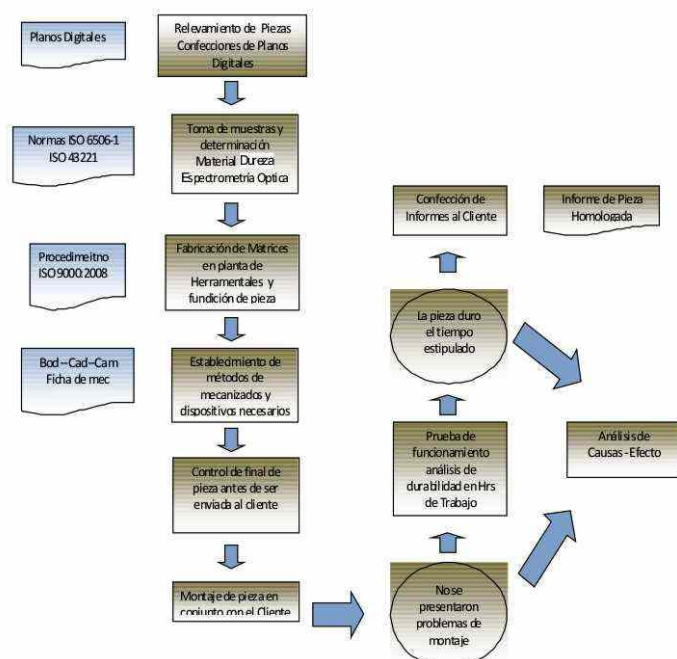 Planos Digitales
Relevamiento de Piezas
Confecciones de Planos
Digitales
Normas ISO 6506-1
ISO 43221
Toma de muestras y
determinación
Material Dureza
Espectrometría Optica
Procedimeitno
ISO 9000:2008
Fabricación de Matrices
en planta de
Herramentales y
fundición de pieza
Bod – Cad – Cam
Ficha de mec
Establecimiento de
métodos de
mecanizados y
dispositivos necesarios
Control de final de
pieza antes de ser
enviada al cliente
Montaje de pieza en
conjunto con el Cliente
No se
presentaron
problemas de
montaje
Prueba de
funcionamiento
análisis de
durabilidad en Hrs
de Trabajo
La pieza duro
el tiempo
estipulado
Confección de
Informes al Cliente
Informe de Pieza
Homologada
Análisis de
Causas - Efecto